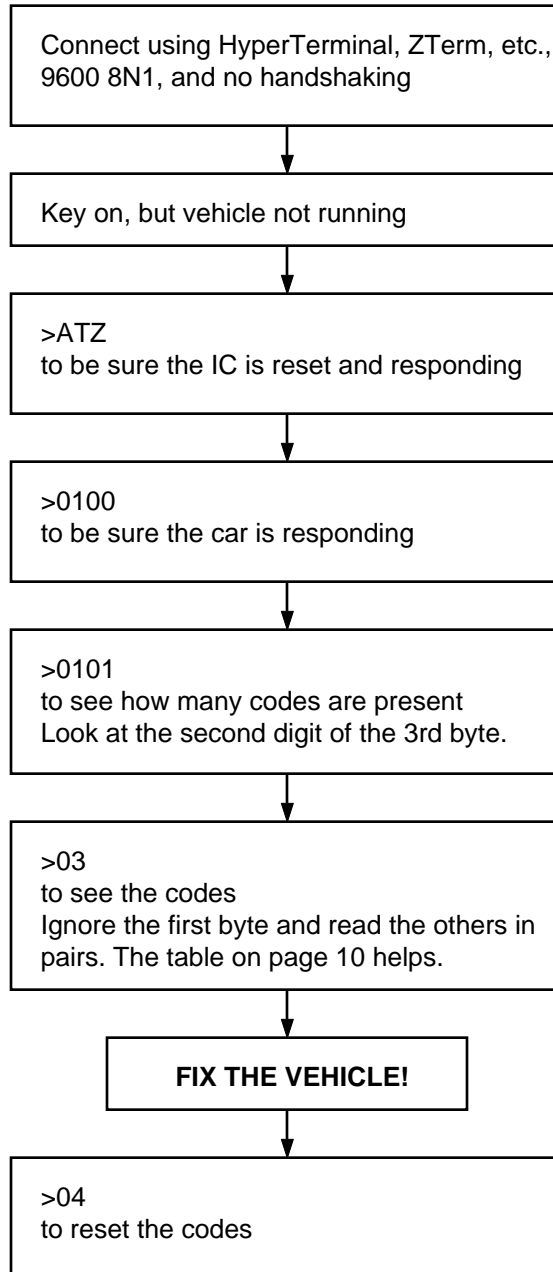 Connect using HyperTerminal, ZTerm, etc.,
9600 8N1, and no handshaking
Key on, but vehicle not running
>ATZ
to be sure the IC is reset and responding
>0100
to be sure the car is responding
>0101
to see how many codes are present
Look at the second digit of the 3rd byte.
>03
to see the codes
Ignore the first byte and read the others in
pairs. The table on page 10 helps.
FIX THE VEHICLE!
>04
to reset the codes